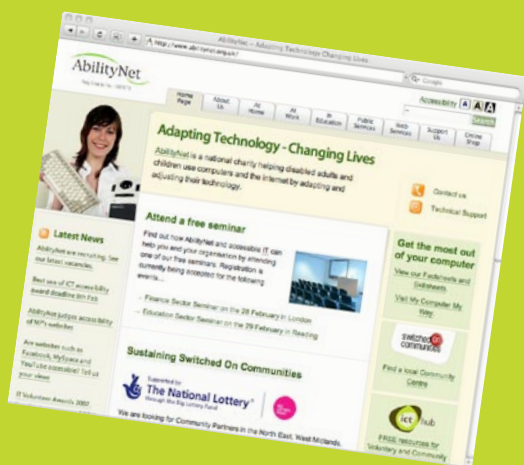 AbilityNet – Adapting Technology Changing Lives
Google
AbilityNet
Accessibility A A A
Search
Home Page
About Us
At Home
At Work
In Education
Public Services
Web Services
Support Us
Online Shop
Adapting Technology - Changing Lives
AbilityNet is a national charity helping disabled adults and
children use computers and the internet by adapting and
adjusting their technology.
Contact us
Technical Support
Latest News
AbilityNet are recruiting. See
our latest vacancies.
Best use of ICT accessibility
award deadline 9th Feb
AbilityNet judges accessibility
of MPs websites
Are websites such as
Facebook, MySpace and
YouTube accessible? Tell us
your views
IT Volunteer Awards 2007
Attend a free seminar
Find out how AbilityNet and accessible IT can
help you and your organisation by attending
one of our free seminars. Registration is
currently being accepted for the following
events...
Finance Sector Seminar on the 28 February in London
Education Sector Seminar on the 29 February in Reading
Sustaining Switched On Communities
Supported by
The National Lottery®
through the Big Lottery Fund
We are looking for Community Partners in the North East, West Midlands,
Get the most out
of your computer
View our Factsheets and
Skillsheets
Visit My Computer My
Way
switched on
communities
Find a local Community
Centre
ict hub
FREE resources for
Voluntary and Community